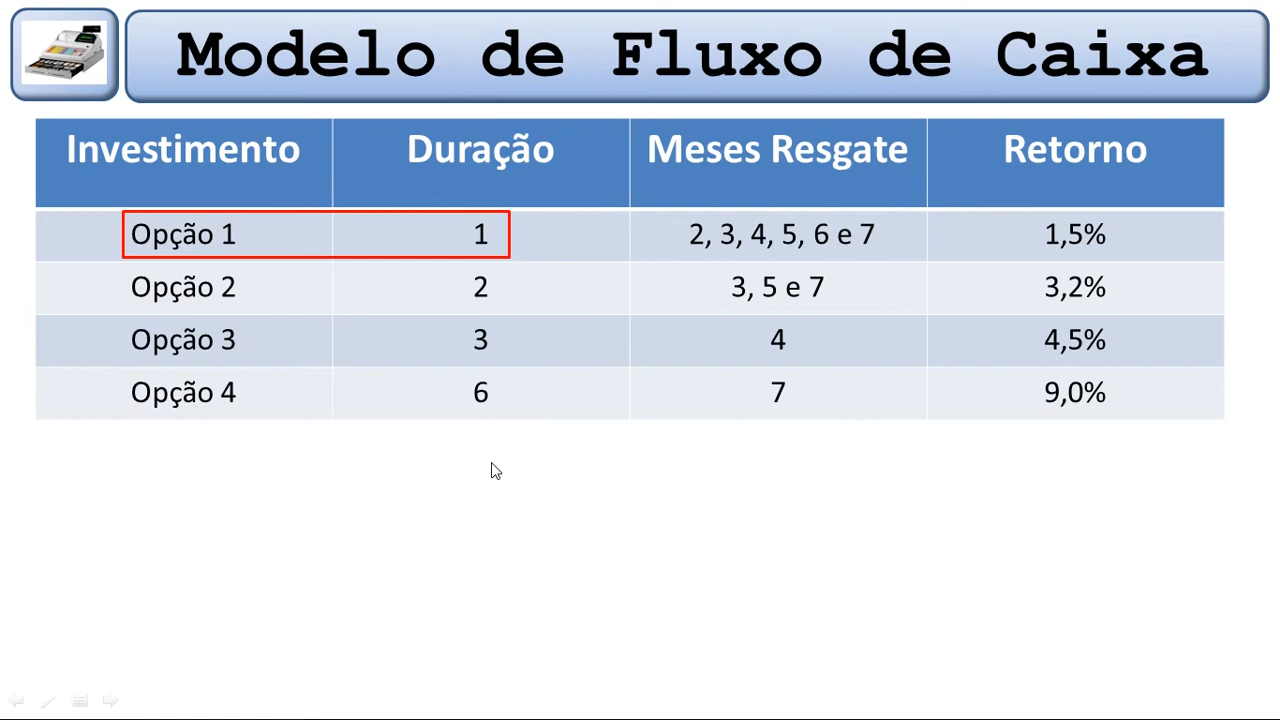 Modelo de Fluxo de Caixa
Investimento Duração Meses Resgate Retorno
Opção 1 1 2, 3, 4, 5, 6 e 7 1,5%
Opção 2 2 3, 5 e 7 3,2%
Opção 3 3 4 4,5%
Opção 4 6 7 9,0%